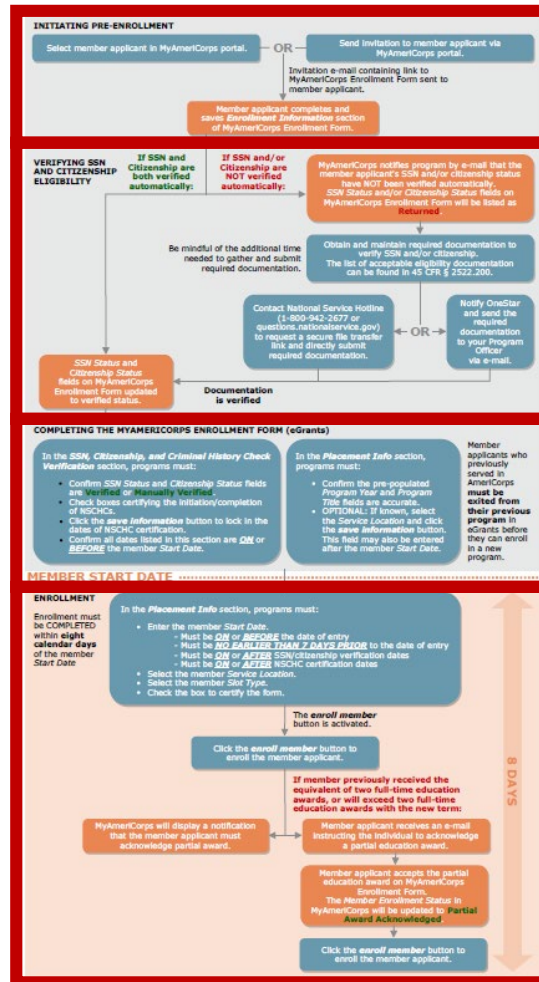 INITIATING PRE-ENROLLMENT
Select member applicant in MyAmeriCorps portal.
OR
Send invitation to member applicant via
MyAmeriCorps portal.
Invitation e-mail containing link to
MyAmeriCorps Enrollment Form sent to
member applicant.
Member applicant completes and
saves Enrollment Information section
of MyAmeriCorps Enrollment Form.
VERIFYING SSN
AND CITIZENSHIP
ELIGIBILITY
If SSN and
Citizenship are
both verified
automatically:
If SSN and/or
Citizenship are
NOT verified
automatically:
MyAmeriCorps notifies program by e-mail that the
member applicant's SSN and/or citizenship status
have NOT been verified automatically.
SSN Status and/or Citizenship Status fields on
MyAmeriCorps Enrollment Form will be listed as
Returned.
Be mindful of the additional time
needed to gather and submit
required documentation.
Obtain and maintain required documentation to
verify SSN and/or citizenship.
The list of acceptable eligibility documentation
can be found in 45 CFR § 2522.200.
Contact National Service Hotline
(1-800-942-2677 or
questions.nationalservice.gov)
to request a secure file transfer
link and directly submit
required documentation.
OR
Notify OneStar
and send the
required
documentation
to your Program
Officer
via e-mail.
SSN Status and
Citizenship Status
fields on MyAmeriCorps
Enrollment Form updated
to verified status.
Documentation
is verified
COMPLETING THE MYAMERICORPS ENROLLMENT FORM (eGrants)
In the SSN, Citizenship, and Criminal History Check
Verification section, programs must:
• Confirm SSN Status and Citizenship Status fields
are Verified or Manually Verified.
• Check boxes certifying the initiation/completion
of NSCHCs.
• Click the save information button to lock in the
dates of NSCHC certification.
• Confirm all dates listed in this section are ON or
BEFORE the member Start Date.
In the Placement Info section,
programs must:
• Confirm the pre-populated
Program Year and Program
Title fields are accurate.
• OPTIONAL: If known, select
the Service Location and click
the save information button.
This field may also be entered
after the member Start Date.
Member
applicants who
previously
served in
AmeriCorps
must be
exited from
their previous
program in
eGrants before
they can enroll
in a new
program.
MEMBER START DATE
ENROLLMENT
Enrollment must
be COMPLETED
within eight
calendar days
of the member
Start Date
In the Placement Info section, programs must:
• Enter the member Start Date.
- Must be ON or BEFORE the date of entry
- Must be NO EARLIER THAN 7 DAYS PRIOR to the date of entry
- Must be ON or AFTER SSN/citizenship verification dates
- Must be ON or AFTER NSCHC certification dates
• Select the member Service Location.
• Select the member Slot Type.
• Check the box to certify the form.
The enroll member
button is activated.
Click the enroll member button to
enroll the member applicant.
8 DAYS
If member previously received the
equivalent of two full-time education
awards, or will exceed two full-time
education awards with the new term:
MyAmeriCorps will display a notification
that the member applicant must
acknowledge partial award.
Member applicant receives an e-mail
instructing the individual to acknowledge
a partial education award.
Member applicant accepts the partial
education award on MyAmeriCorps
Enrollment Form.
The Member Enrollment Status in
MyAmeriCorps will be updated to Partial
Award Acknowledged.
Click the enroll member button to
enroll the member applicant.